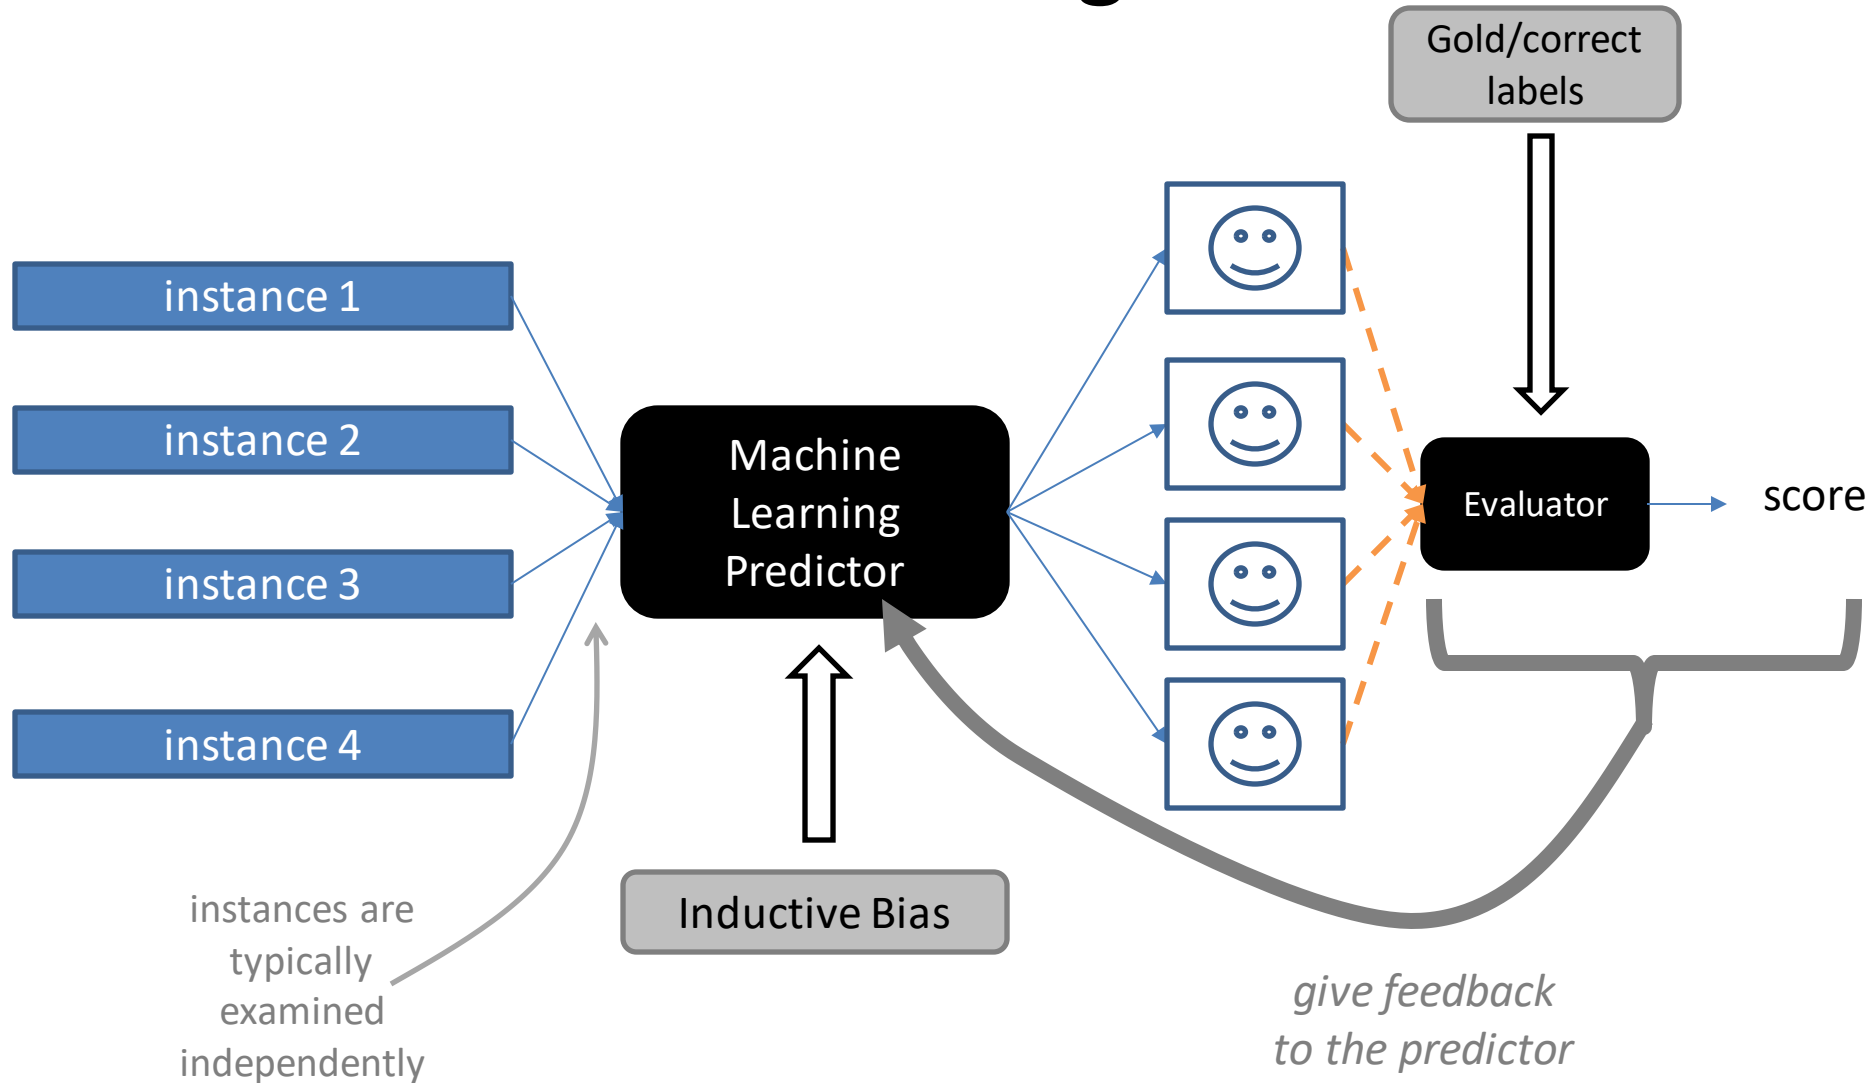 Gold/correct
labels
instance 1
instance 2
instance 3
instance 4
Machine
Learning
Predictor
Evaluator
score
Inductive Bias
instances are
typically
examined
independently
give feedback
to the predictor